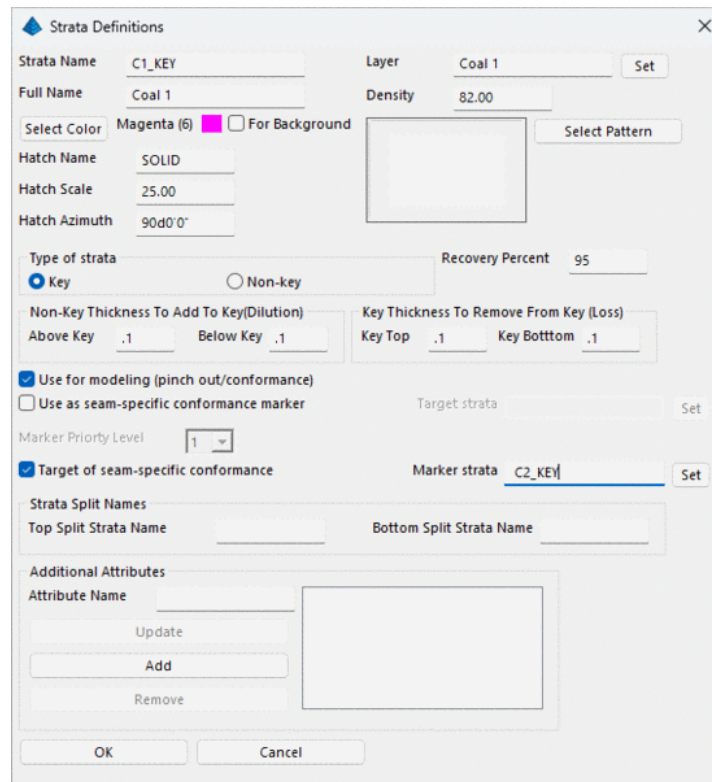 Strata Definitions
Strata Name C1_KEY Layer Coal 1 Set
Full Name Coal 1 Density 82.00
Select Color Magenta (6) For Background Select Pattern
Hatch Name SOLID
Hatch Scale 25.00
Hatch Azimuth 90d0'0"
Type of strata Recovery Percent 95
Key Non-key
Non-Key Thickness To Add To Key(Dilution) Key Thickness To Remove From Key (Loss)
Above Key .1 Below Key .1 Key Top .1 Key Botttom .1
Use for modeling (pinch out/conformance)
Use as seam-specific conformance marker Target strata Set
Marker Priorty Level 1
Target of seam-specific conformance Marker strata C2_KEY Set
Strata Split Names
Top Split Strata Name Bottom Split Strata Name
Additional Attributes
Attribute Name
Update
Add
Remove
OK Cancel